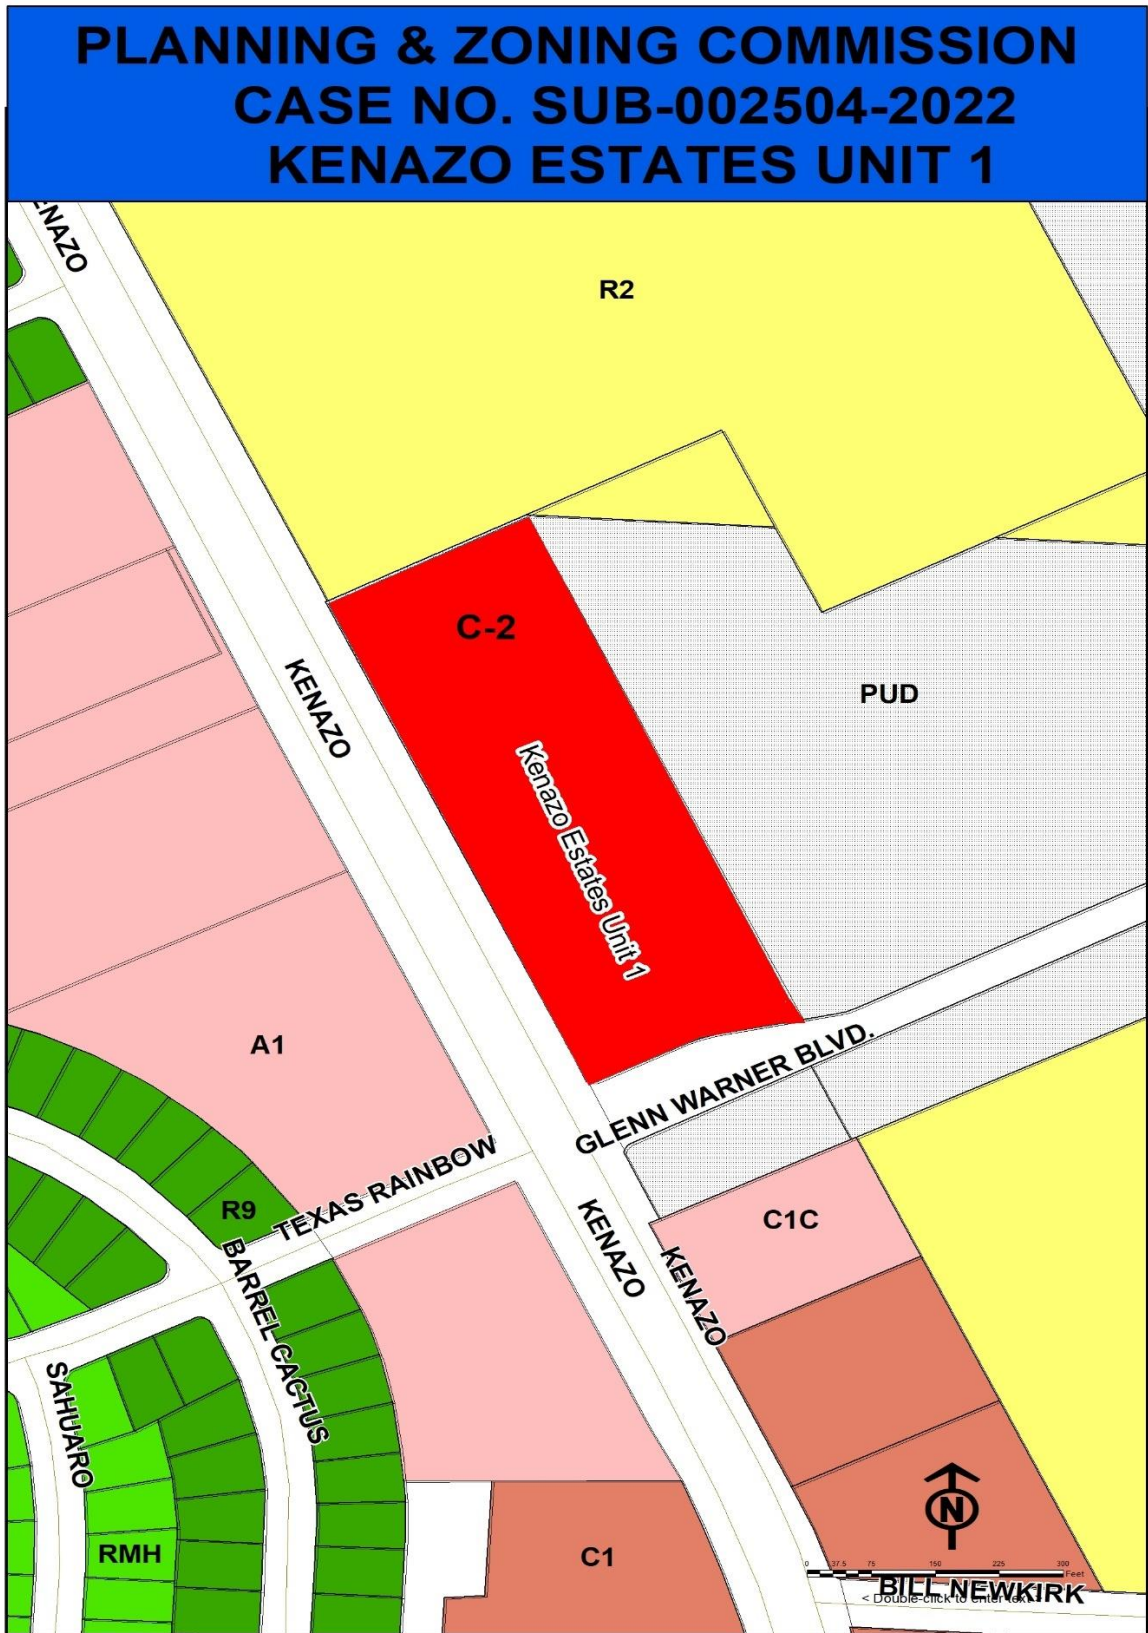 PLANNING & ZONING COMMISSION
CASE NO. SUB-002504-2022
KENAZO ESTATES UNIT 1
ENAZO
R2
C-2
KENAZO
PUD
Kenazo Estates Unit 1
A1
GLENN WARNER BLVD.
TEXAS RAINBOW
R9
KENAZO
C1C
KENAZO
BARREL CACTUS
SAHUARO
RMH
C1
N
0 37.5 75 150 225 300
Feet
BILL NEWKIRK
< Double-click to enter text >